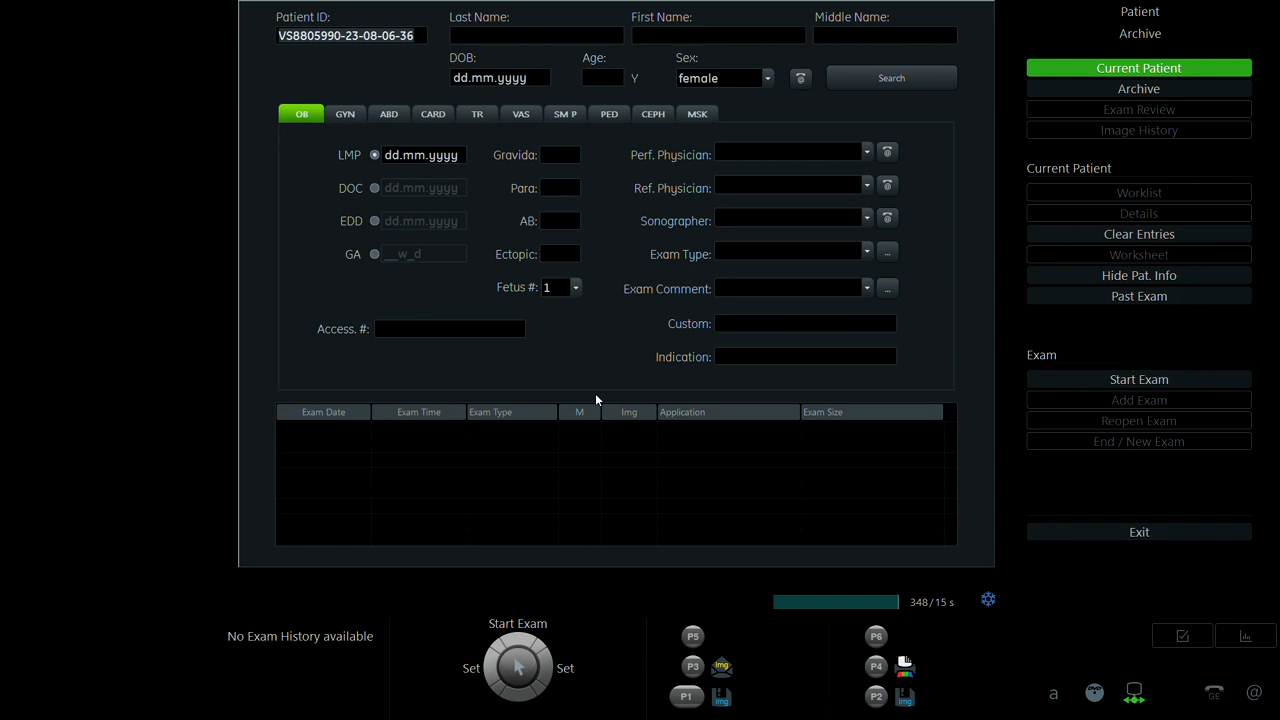 Patient ID: Last Name: First Name: Middle Name:
VS8805990-23-08-06-36
DOB: Age: Sex:
dd.mm.yyyy Y female Search
OB GYN ABD CARD TR VAS SM P PED CEPH MSK
LMP dd.mm.yyyy Gravida: Perf. Physician:
DOC dd.mm.yyyy Para: Ref. Physician:
EDD dd.mm.yyyy AB: Sonographer:
GA __w_d Ectopic: Exam Type: ...
Fetus #: 1 Exam Comment: ...
Custom:
Access. #:
Indication:
Exam Date Exam Time Exam Type M Img Application Exam Size
Patient
Archive
Current Patient
Archive
Exam Review
Image History
Current Patient
Worklist
Details
Clear Entries
Worksheet
Hide Pat. Info
Past Exam
Exam
Start Exam
Add Exam
Reopen Exam
End / New Exam
Exit
348/15 s
No Exam History available
Start Exam
Set Set
P5 P6
P3 Img P4
P1 Img P2 Img
a GE @